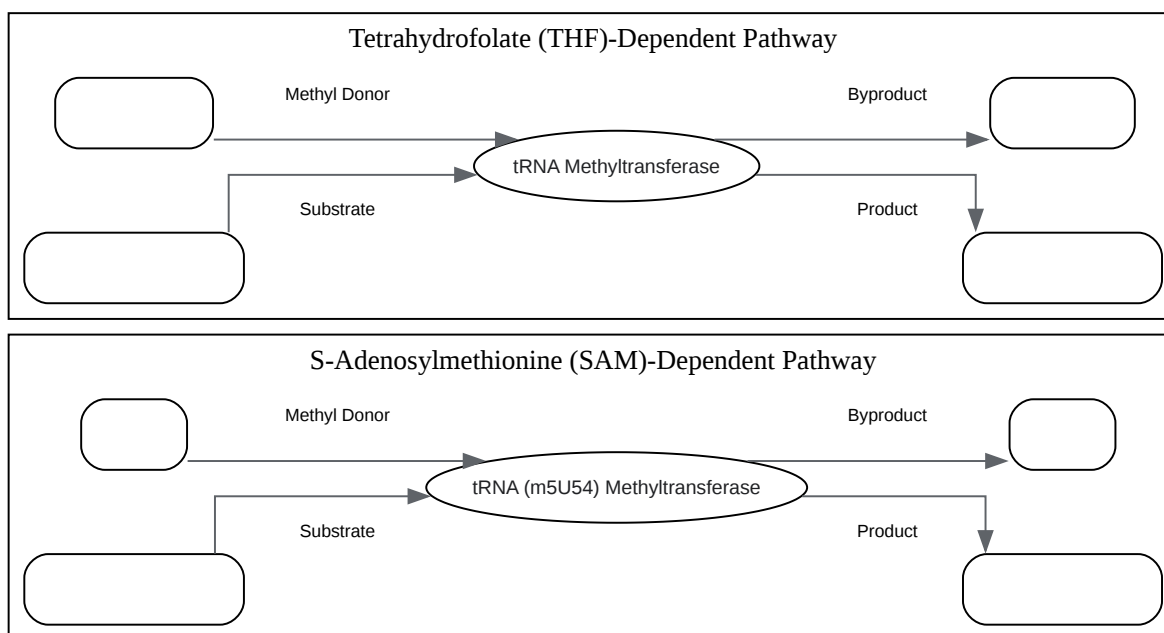 Tetrahydrofolate (THF)-Dependent Pathway
Methyl Donor
Byproduct
tRNA Methyltransferase
Substrate
Product
S-Adenosylmethionine (SAM)-Dependent Pathway
Methyl Donor
Byproduct
tRNA (m5U54) Methyltransferase
Substrate
Product